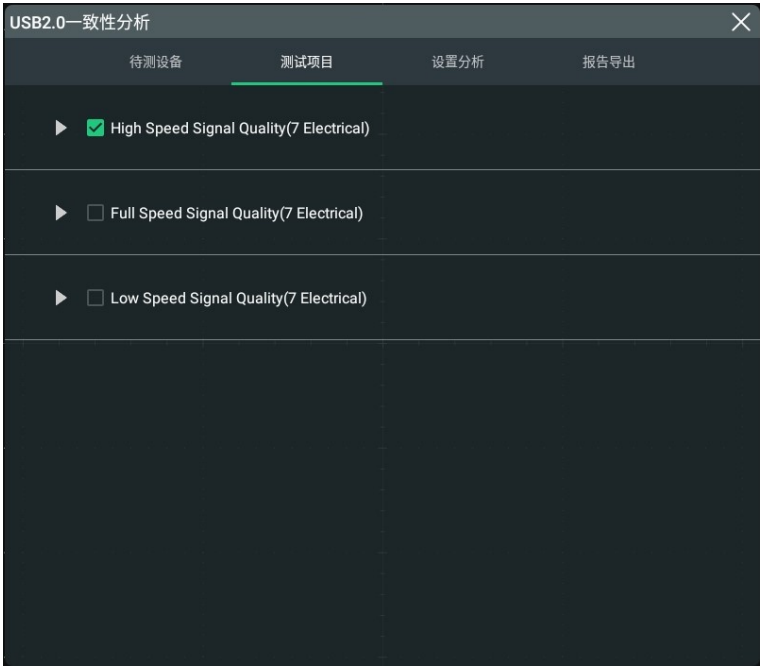 USB2.0一致性分析
待测设备 测试项目 设置分析 报告导出
High Speed Signal Quality(7 Electrical)
Full Speed Signal Quality(7 Electrical)
Low Speed Signal Quality(7 Electrical)